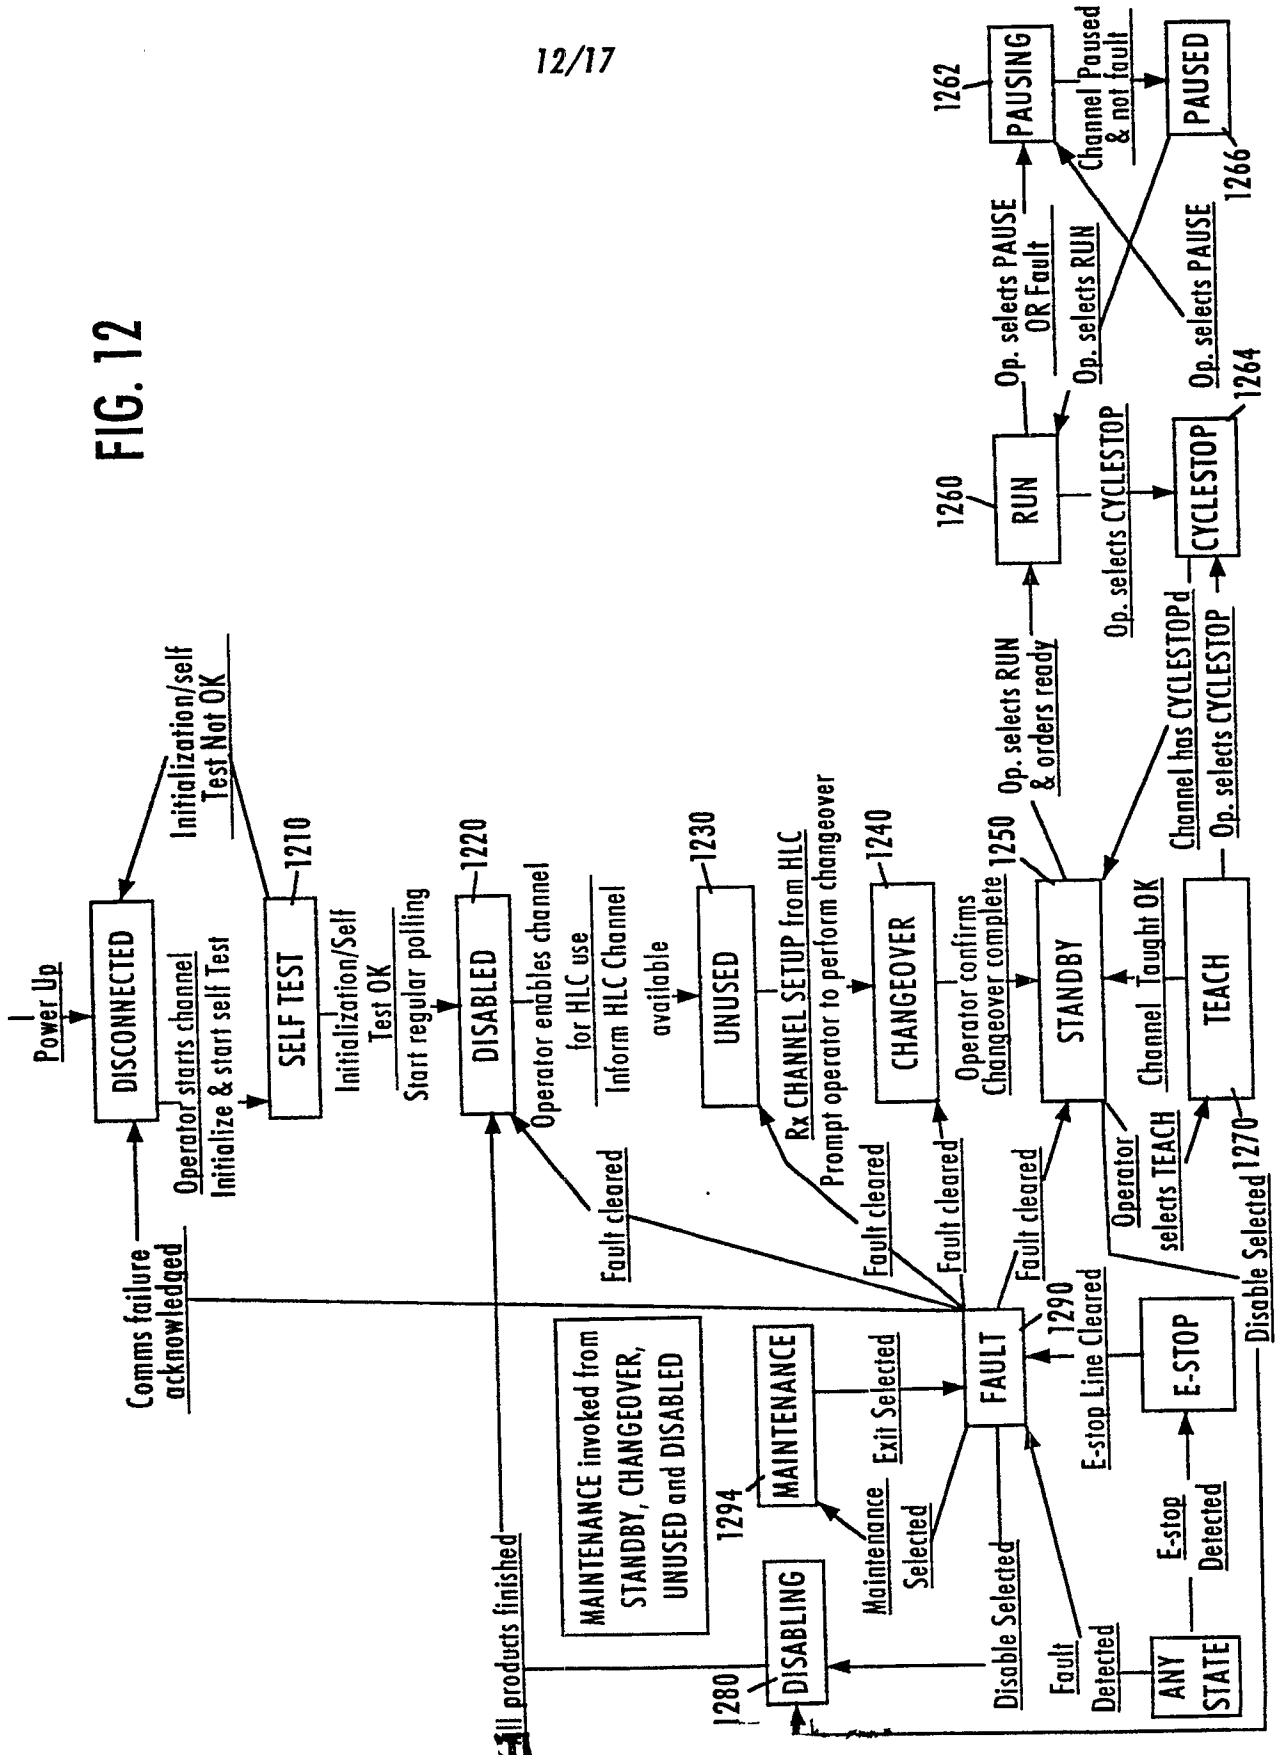 12/17
FIG. 12
Power Up
DISCONNECTED
Initialization/self
Test Not OK
Comms failure
acknowledged
Operator starts channel
Initialize & start self Test
SELF TEST
1210
Initialization/Self
Test OK
Start regular polling
DISABLED
1220
Operator enables channel
for HLC use
Inform HLC Channel
available
UNUSED
1230
Rx CHANNEL SETUP from HLC
Prompt operator to perform changeover
CHANGEOVER
1240
Operator confirms
Changeover complete
STANDBY
1250
Channel Taught OK
TEACH
1270
Operator
selects TEACH
Op. selects RUN
& orders ready
RUN
1260
Op. selects CYCLESTOP
CYCLESTOP
1264
Channel has CYCLESTOPd
Op. selects CYCLESTOP
Op. selects PAUSE
OR Fault
Op. selects RUN
Op. selects PAUSE
PAUSING
1262
Channel Paused
& not fault
PAUSED
1266
Fault cleared
Fault cleared
Fault cleared
Fault cleared
MAINTENANCE invoked from
STANDBY, CHANGEOVER,
UNUSED and DISABLED
MAINTENANCE
1294
Exit Selected
Maintenance
Selected
FAULT
1290
E-stop Line Cleared
E-STOP
E-stop
Detected
Fault
Detected
ANY
STATE
Disable Selected
Disable Selected
DISABLING
1280
products finished